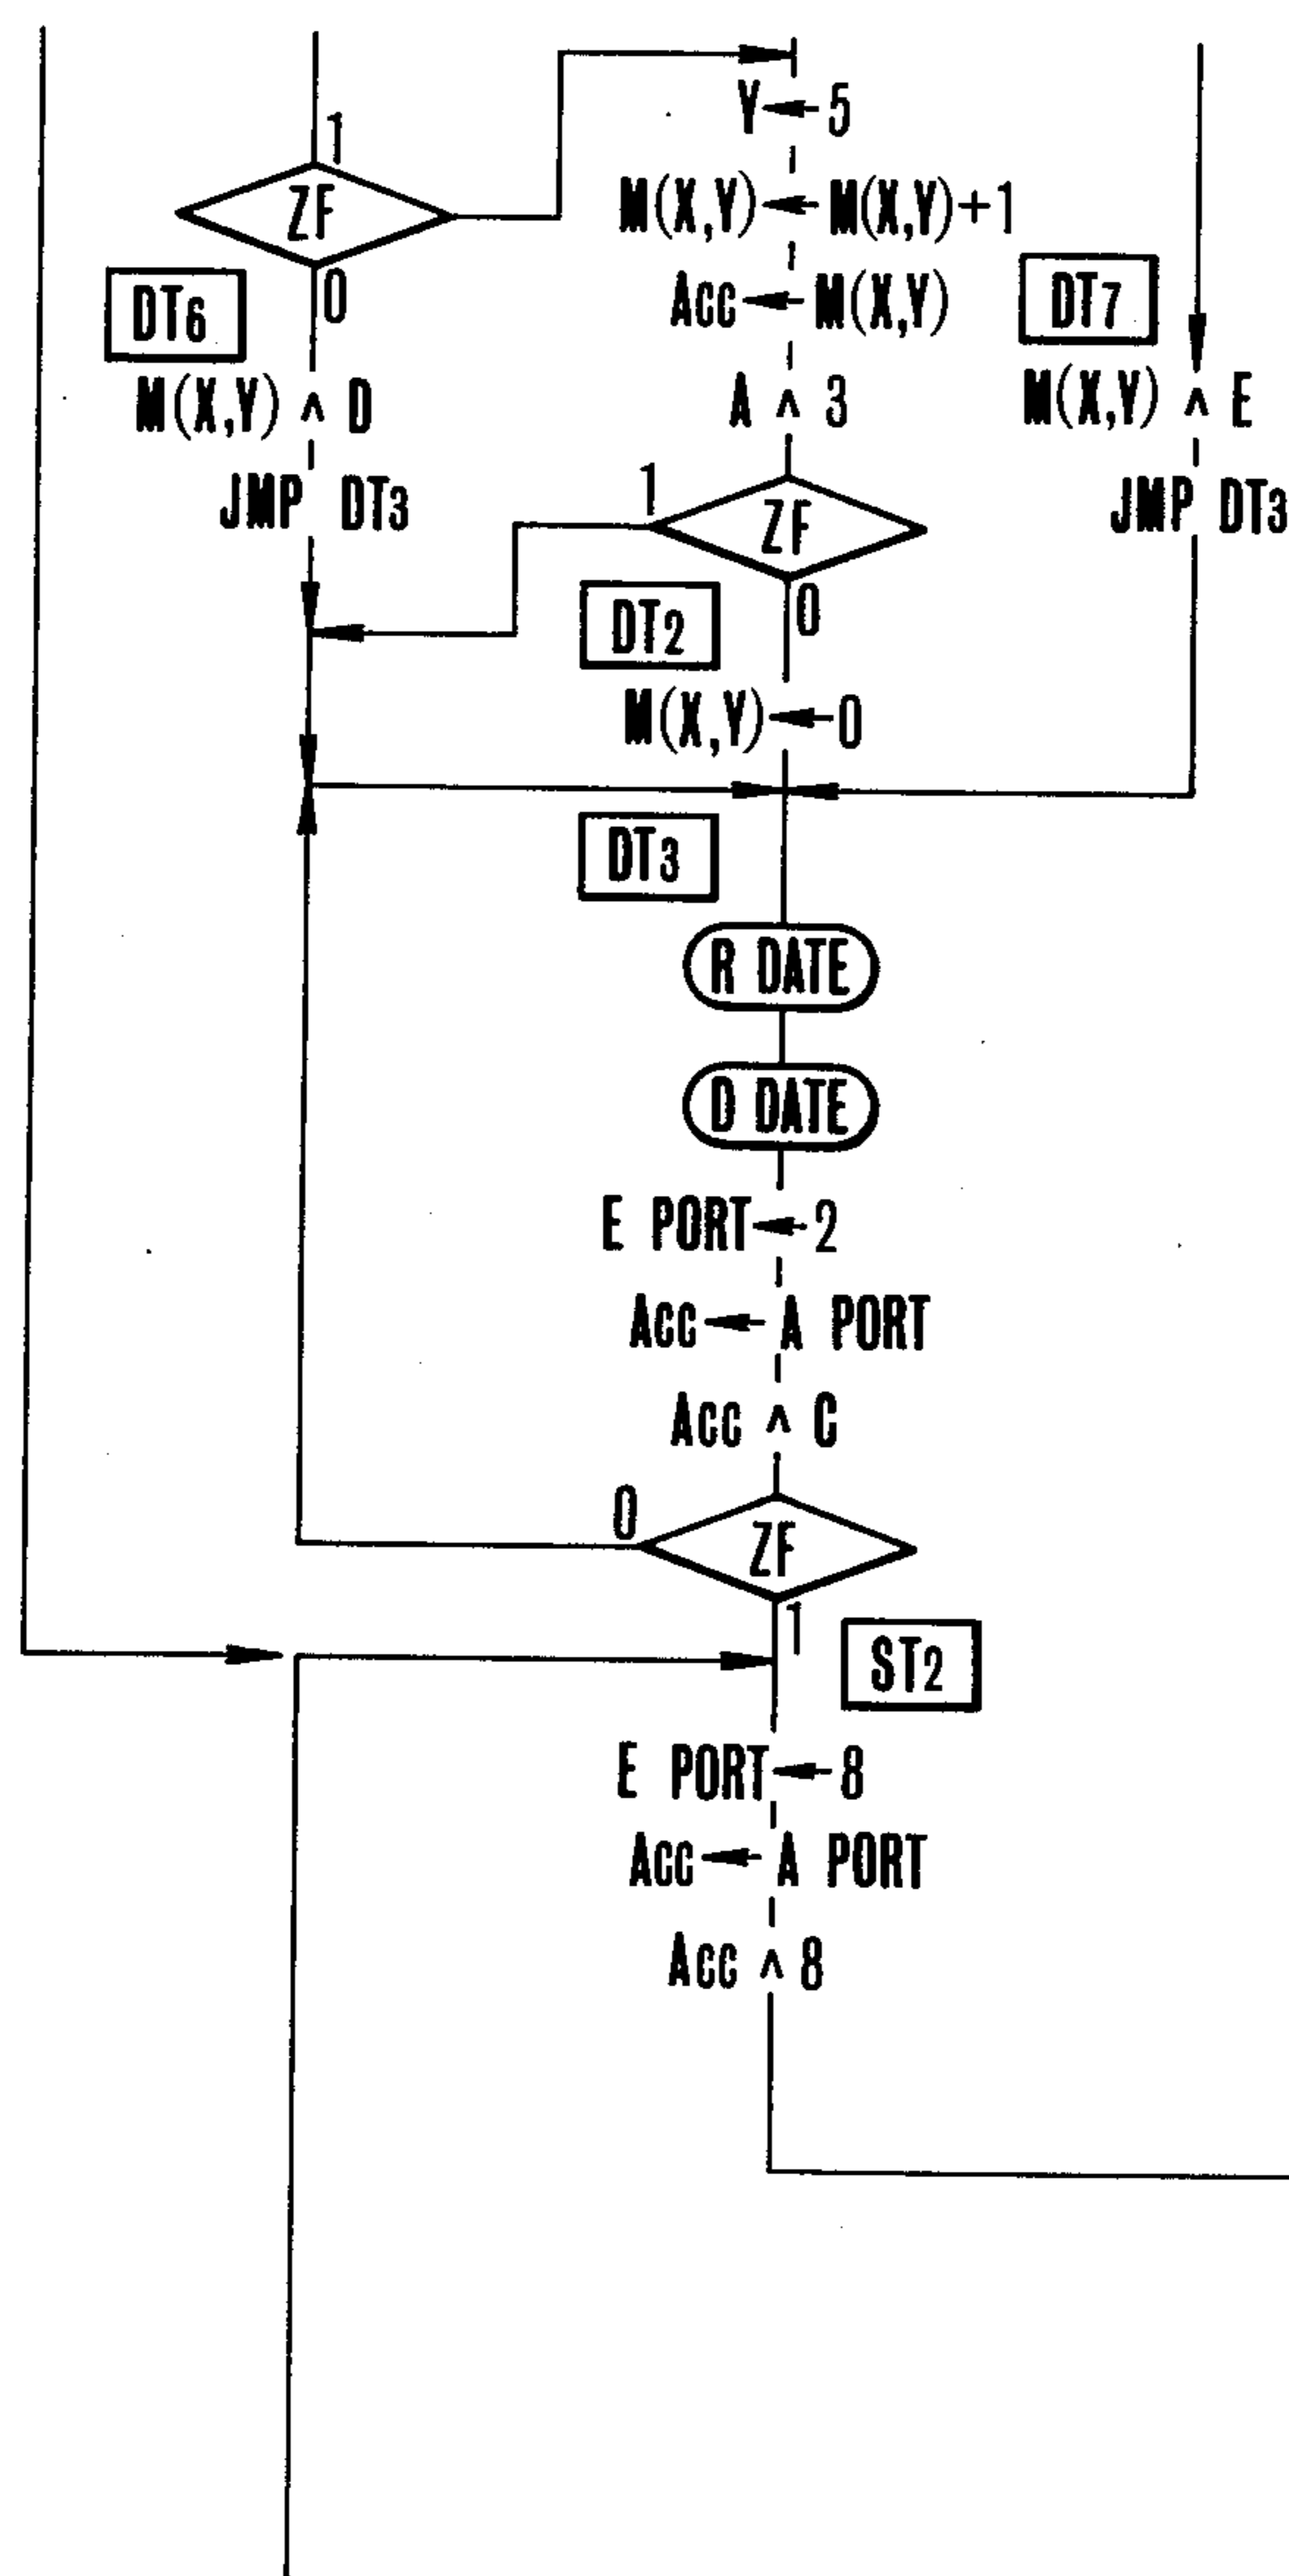 Y←5
1
ZF
M(X,Y)←M(X,Y)+1
0
DT6
Acc←M(X,Y)
DT7
M(X,Y) ∧ D
A ∧ 3
M(X,Y) ∧ E
JMP DT3
1
ZF
JMP DT3
0
DT2
M(X,Y)←0
DT3
R DATE
D DATE
E PORT←2
Acc←A PORT
Acc ∧ C
0
ZF
1
ST2
E PORT←8
Acc←A PORT
Acc ∧ 8